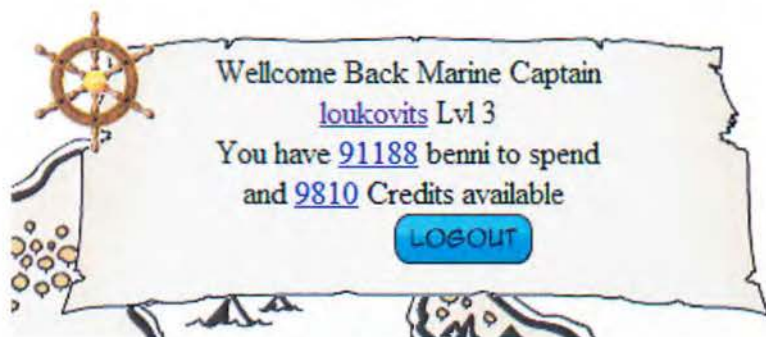 Wellcome Back Marine Captain
loukovits Lvl 3
You have 91188 benni to spend
and 9810 Credits available
LOGOUT